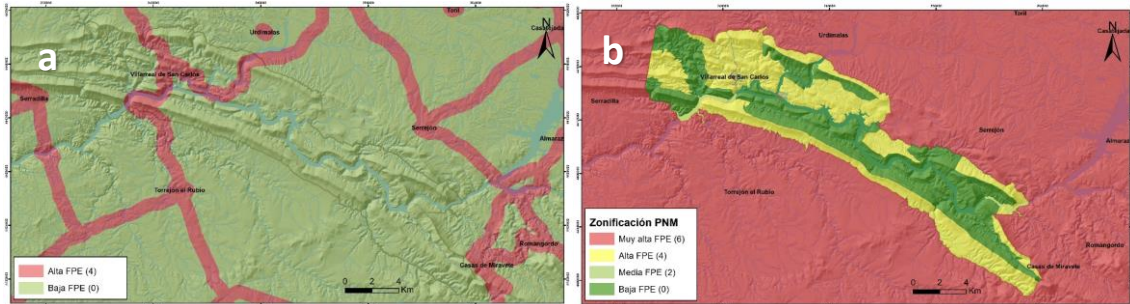 a
N
Toril
Urdimalas
Casatejada
Villarreal de San Carlos
Serradilla
Serrejón
Almaraz
Torrejón al Rubio
Romangordo
Casas de Miravete
Alta FPE (4)
Baja FPE (0)
0 2 4
Km
b
N
Toril
Urdimalas
Casatejada
Villarreal de San Carlos
Serradilla
Serrejón
Almaraz
Torrejón al Rubio
Romangordo
Casas de Miravete
Zonificación PNM
Muy alta FPE (6)
Alta FPE (4)
Media FPE (2)
Baja FPE (0)
0 2 4
Km